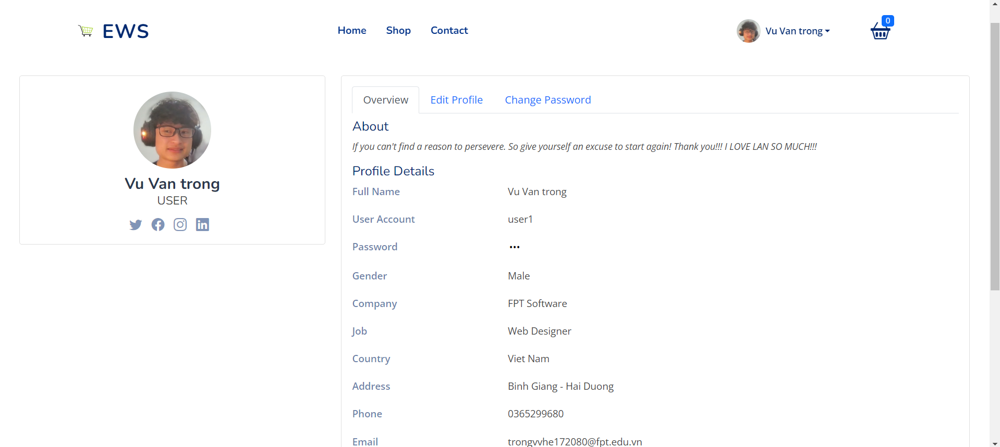 EWS
Home Shop Contact
Vu Van trong
0
Vu Van trong
USER
Overview Edit Profile Change Password
About
If you can't find a reason to persevere. So give yourself an excuse to start again! Thank you!!! I LOVE LAN SO MUCH!!!
Profile Details
Full Name Vu Van trong
User Account user1
Password •••
Gender Male
Company FPT Software
Job Web Designer
Country Viet Nam
Address Binh Giang - Hai Duong
Phone 0365299680
Email trongvvhe172080@fpt.edu.vn